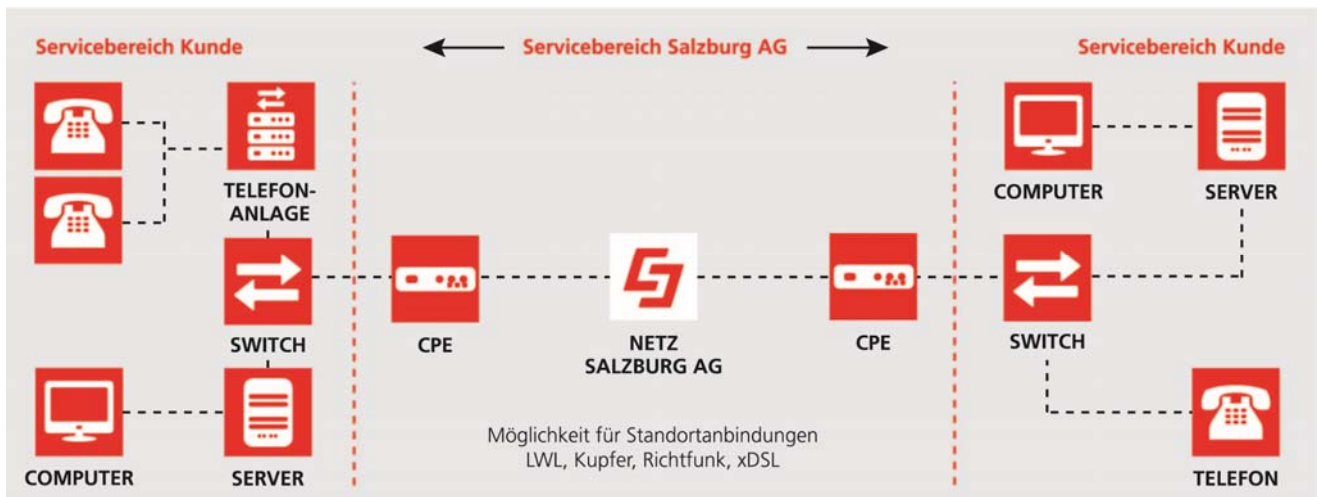 Servicebereich Kunde
Servicebereich Salzburg AG
Servicebereich Kunde
TELEFON-
ANLAGE
COMPUTER
SERVER
SWITCH
CPE
NETZ
SALZBURG AG
CPE
SWITCH
COMPUTER
SERVER
Möglichkeit für Standortanbindungen
LWL, Kupfer, Richtfunk, xDSL
TELEFON